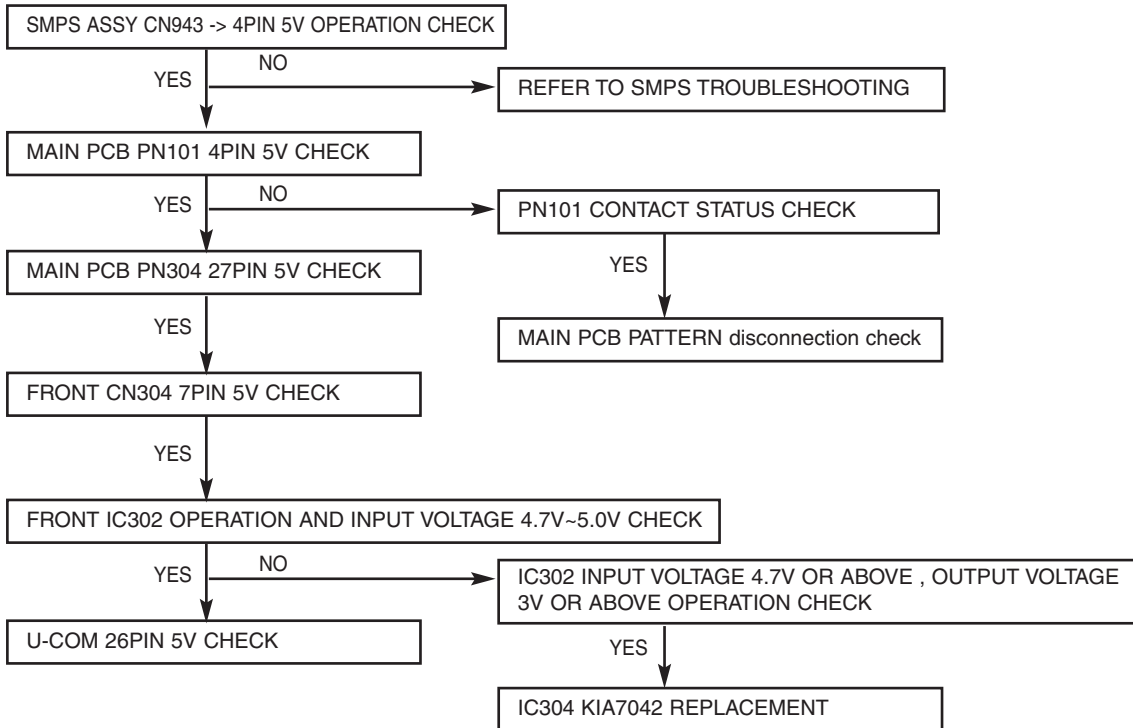 SMPS ASSY CN943 -> 4PIN 5V OPERATION CHECK
NO
YES
REFER TO SMPS TROUBLESHOOTING
MAIN PCB PN101 4PIN 5V CHECK
NO
YES
PN101 CONTACT STATUS CHECK
MAIN PCB PN304 27PIN 5V CHECK
YES
YES
MAIN PCB PATTERN disconnection check
FRONT CN304 7PIN 5V CHECK
YES
FRONT IC302 OPERATION AND INPUT VOLTAGE 4.7V~5.0V CHECK
NO
YES
IC302 INPUT VOLTAGE 4.7V OR ABOVE , OUTPUT VOLTAGE
3V OR ABOVE OPERATION CHECK
U-COM 26PIN 5V CHECK
YES
IC304 KIA7042 REPLACEMENT